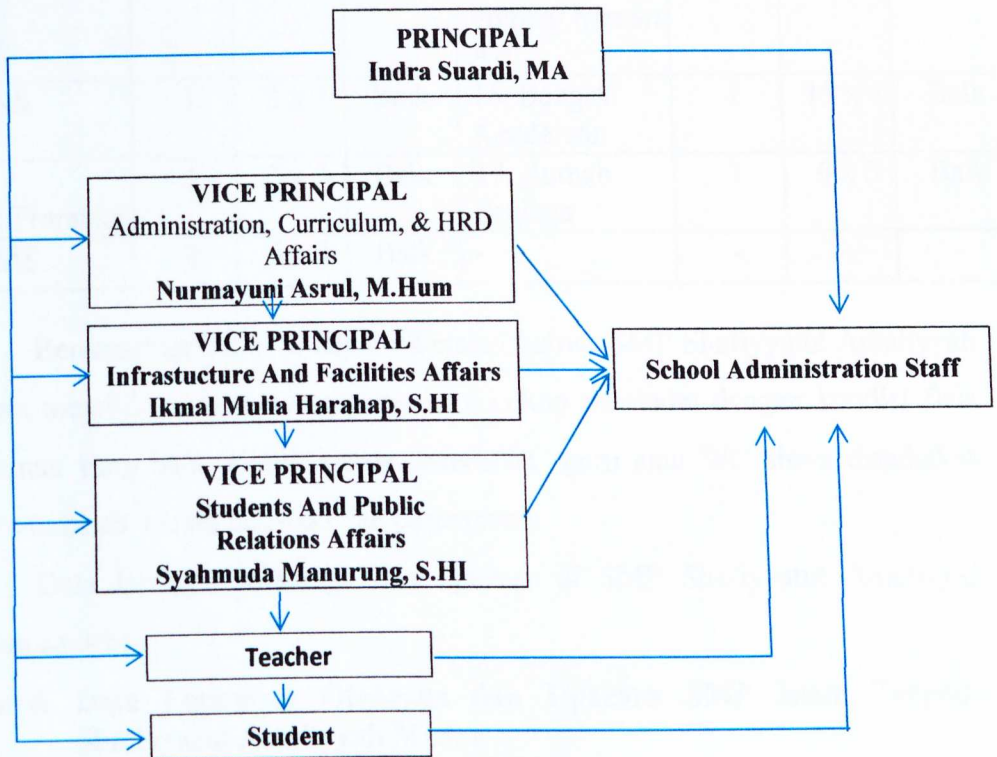 PRINCIPAL
Indra Suardi, MA
VICE PRINCIPAL
Administration, Curriculum, & HRD
Affairs
Nurmayuni Asrul, M.Hum
VICE PRINCIPAL
Infrastucture And Facilities Affairs
Ikmal Mulia Harahap, S.HI
School Administration Staff
VICE PRINCIPAL
Students And Public
Relations Affairs
Syahmuda Manurung, S.HI
Teacher
Student